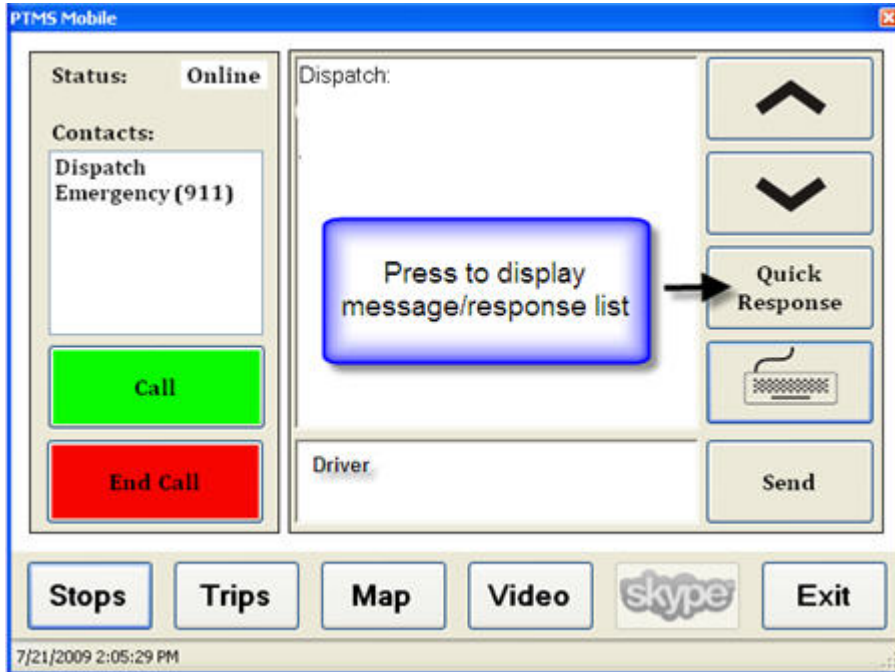 PTMS Mobile
Status: Online
Contacts:
Dispatch
Emergency (911)
Call
End Call
Dispatch:
Press to display
message/response list
Quick
Response
Driver
Send
Stops
Trips
Map
Video
skype
Exit
7/21/2009 2:05:29 PM